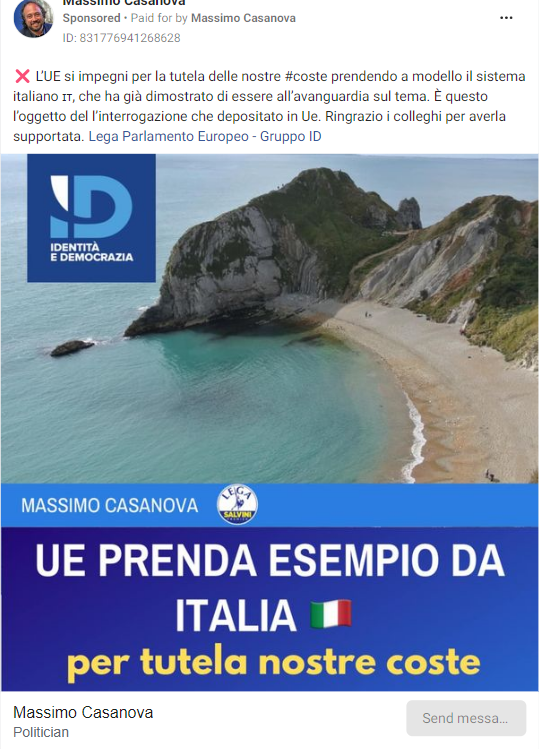 Massimo Casanova
Sponsored • Paid for by Massimo Casanova
ID: 831776941268628
❌ L'UE si impegni per la tutela delle nostre #coste prendendo a modello il sistema
italiano ɪᴛ, che ha già dimostrato di essere all'avanguardia sul tema. È questo
l'oggetto del l'interrogazione che depositato in Ue. Ringrazio i colleghi per averla
supportata. Lega Parlamento Europeo - Gruppo ID
ID
IDENTITÀ
E DEMOCRAZIA
MASSIMO CASANOVA
LEGA
SALVINI
UE PRENDA ESEMPIO DA
ITALIA 🇮🇹
per tutela nostre coste
Massimo Casanova
Politician
Send messa...